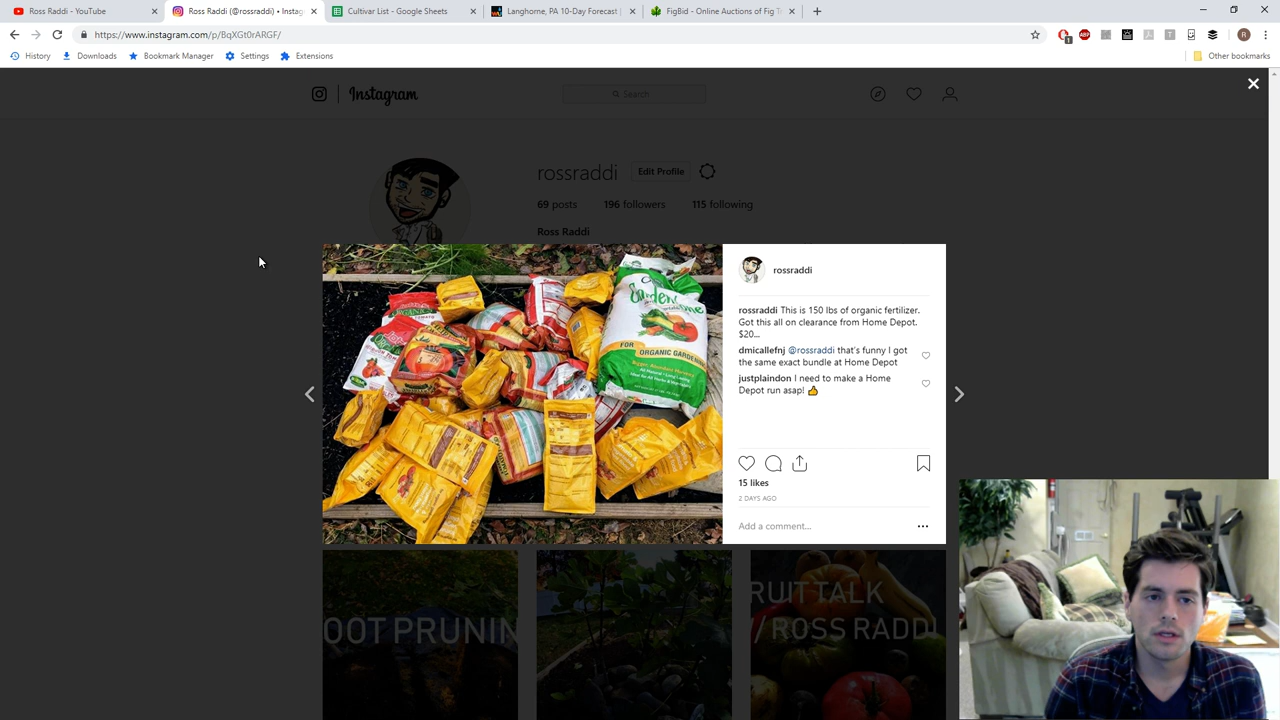 Ross Raddi - YouTube
Ross Raddi (@rossraddi) • Instag
Cultivar List - Google Sheets
Langhorne, PA 10-Day Forecast |
FigBid - Online Auctions of Fig Tr
https://www.instagram.com/p/BqXGt0rARGF/
History
Downloads
Bookmark Manager
Settings
Extensions
Other bookmarks
Instagram
Search
rossraddi
Edit Profile
69 posts
196 followers
115 following
Ross Raddi
rossraddi
rossraddi This is 150 lbs of organic fertilizer.
Got this all on clearance from Home Depot.
$20...
dmicallefnj @rossraddi that's funny I got
the same exact bundle at Home Depot
justplaindon I need to make a Home
Depot run asap! 👍
15 likes
2 DAYS AGO
Add a comment...
FOR
ORGANIC GARDENING
OOT PRUNIN
RUIT TALK
/ ROSS RADDI